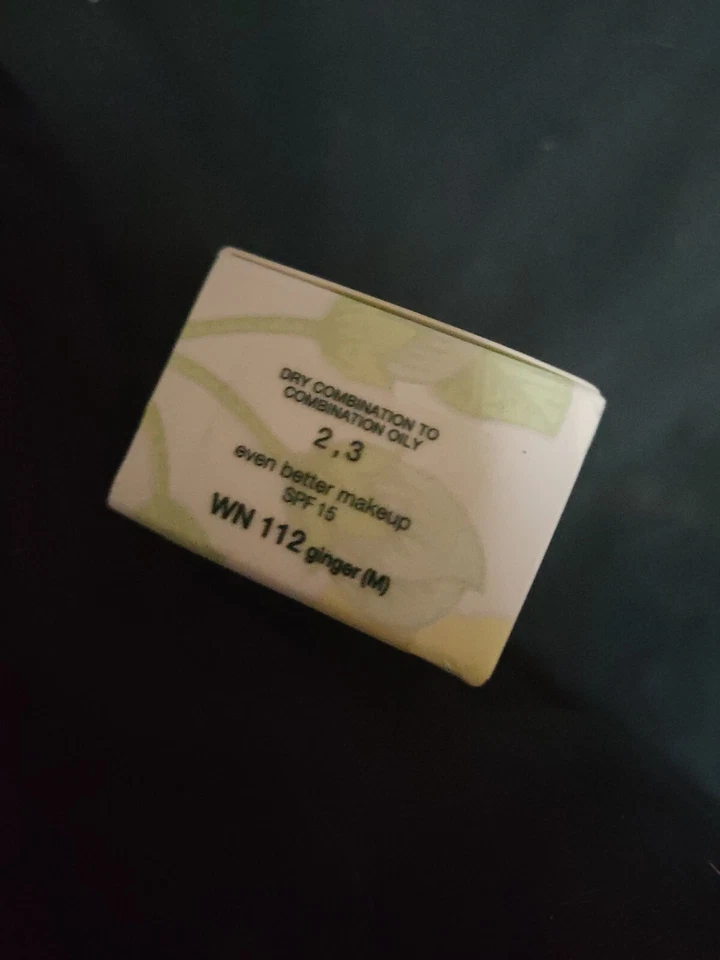 DRY COMBINATION TO
COMBINATION OILY
2,3
even better makeup
SPF 15
WN 112 ginger (M)